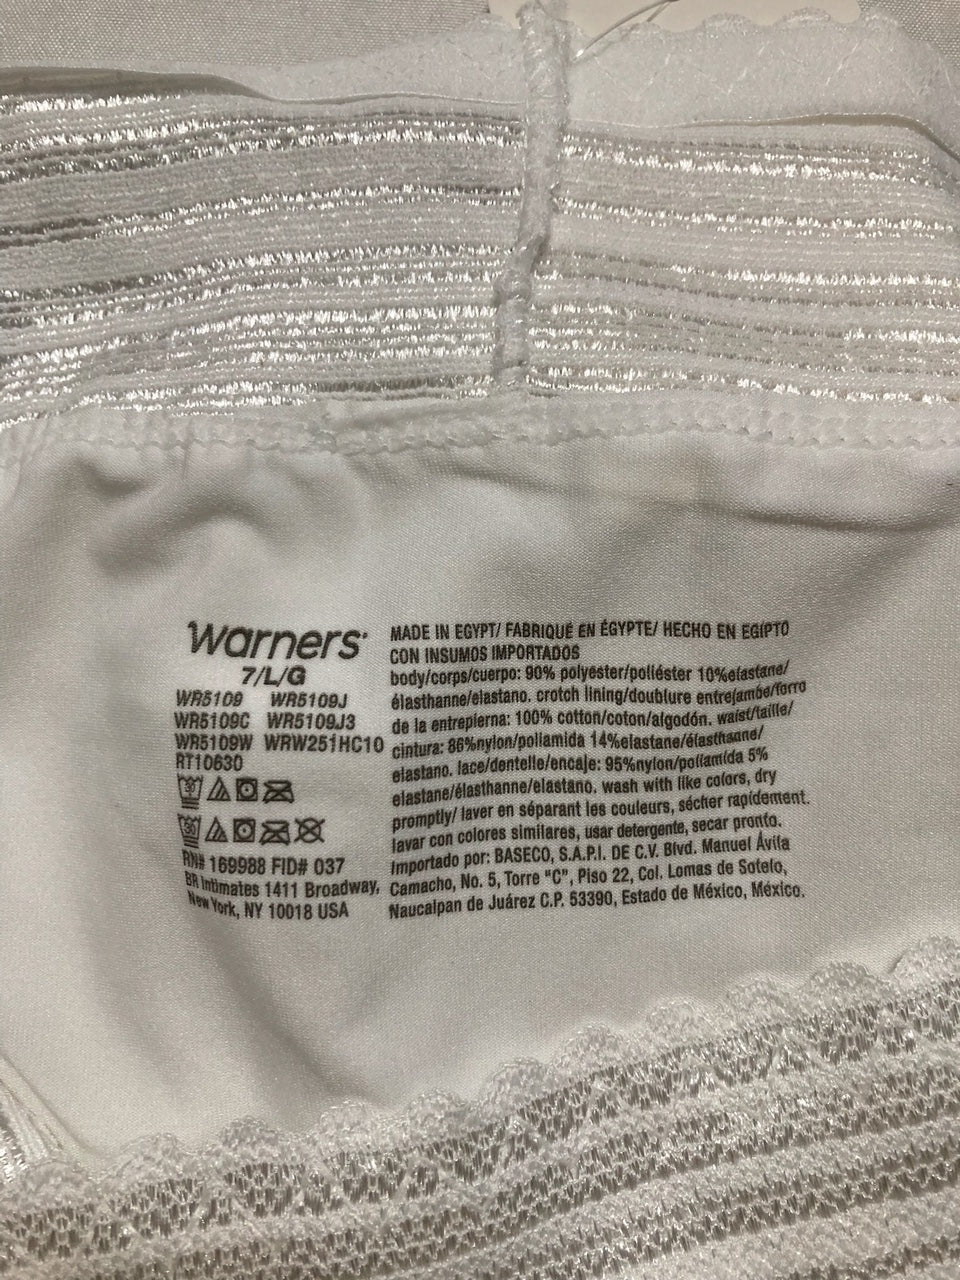 Warners®
7/L/G
WR5109 WR5109J
WR5109C WR5109J3
WR5109W WRW251HC10
RT10630
30
30
RN# 169988 FID# 037
BR Intimates 1411 Broadway,
New York, NY 10018 USA
MADE IN EGYPT/ FABRIQUÉ EN ÉGYPTE/ HECHO EN EGIPTO
CON INSUMOS IMPORTADOS
body/corps/cuerpo: 90% polyester/poliéster 10%elastane/
élasthanne/elastano. crotch lining/doublure entrejambe/forro
de la entrepierna: 100% cotton/coton/algodón. waist/taille/
cintura: 86%nylon/poliamida 14%elastane/élasthanne/
elastano. lace/dentelle/encaje: 95%nylon/poliamida 5%
elastane/élasthanne/elastano. wash with like colors, dry
promptly/ laver en séparant les couleurs, sécher rapidement.
lavar con colores similares, usar detergente, secar pronto.
Importado por: BASECO, S.A.P.I. DE C.V. Blvd. Manuel Ávila
Camacho, No. 5, Torre "C", Piso 22, Col. Lomas de Sotelo,
Naucalpan de Juárez C.P. 53390, Estado de México, México.